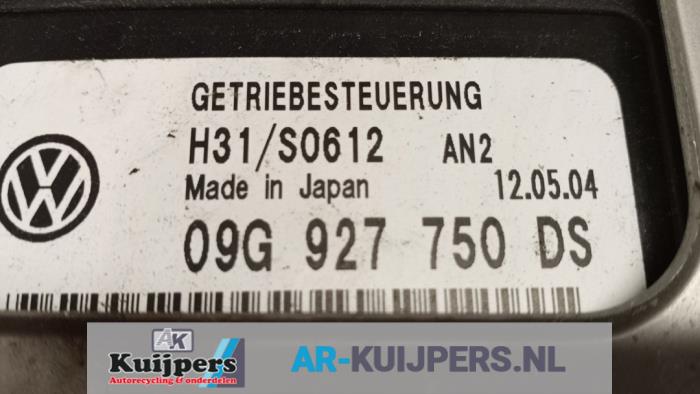 GETRIEBESTEUERUNG
H31/S0612 AN2
Made in Japan 12.05.04
09G 927 750 DS
AK
Kuijpers
Autorecycling & onderdelen
AR-KUIJPERS.NL